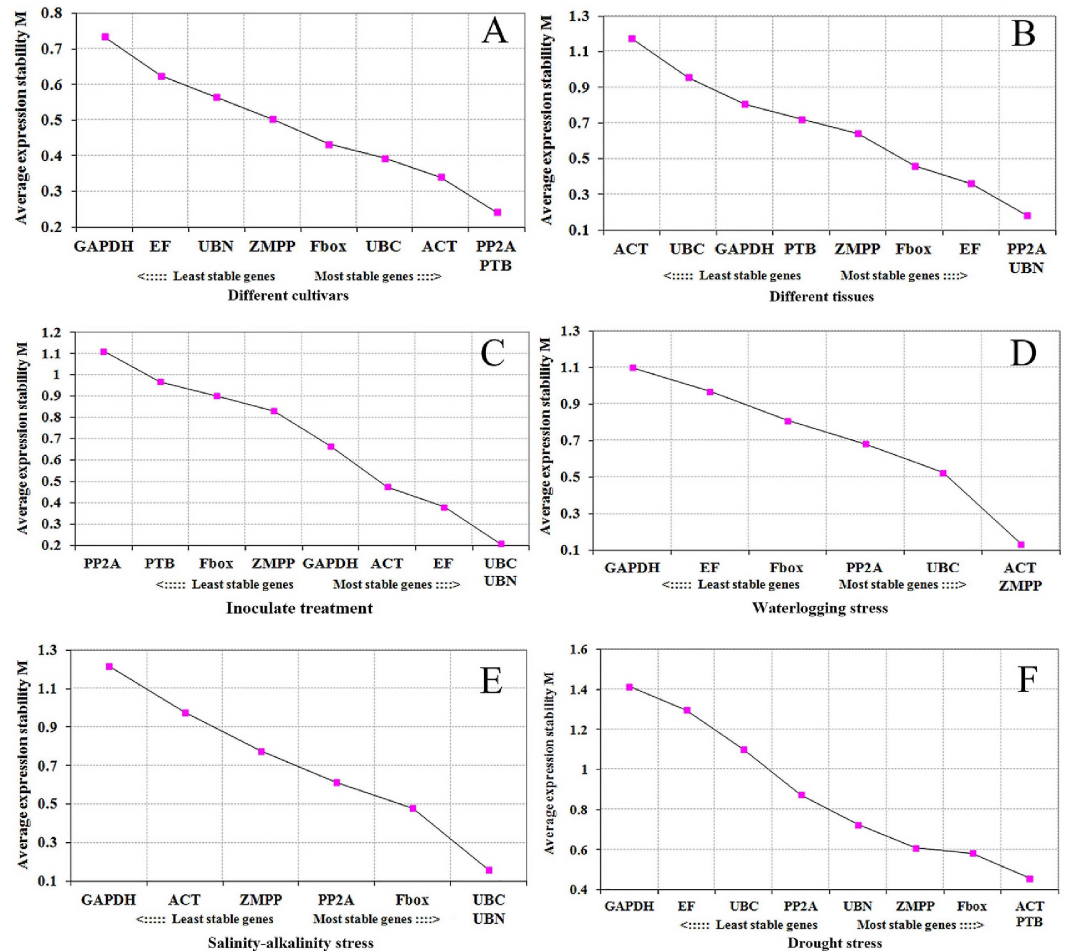 A
Average expression stability M
0.8
0.7
0.6
0.5
0.4
0.3
0.2
GAPDH EF UBN ZMPP Fbox UBC ACT PP2A
PTB
<::::: Least stable genes Most stable genes ::::>
Different cultivars
B
Average expression stability M
1.3
1.1
0.9
0.7
0.5
0.3
0.1
ACT UBC GAPDH PTB ZMPP Fbox EF PP2A
UBN
<::::: Least stable genes Most stable genes ::::>
Different tissues
C
Average expression stability M
1.2
1.1
1
0.9
0.8
0.7
0.6
0.5
0.4
0.3
0.2
PP2A PTB Fbox ZMPP GAPDH ACT EF UBC
UBN
<::::: Least stable genes Most stable genes ::::>
Inoculate treatment
D
Average expression stability M
1.3
1.1
0.9
0.7
0.5
0.3
0.1
GAPDH EF Fbox PP2A UBC ACT
ZMPP
<::::: Least stable genes Most stable genes ::::>
Waterlogging stress
E
Average expression stability M
1.3
1.1
0.9
0.7
0.5
0.3
0.1
GAPDH ACT ZMPP PP2A Fbox UBC
UBN
<::::: Least stable genes Most stable genes ::::>
Salinity-alkalinity stress
F
Average expression stability M
1.6
1.4
1.2
1
0.8
0.6
0.4
GAPDH EF UBC PP2A UBN ZMPP Fbox ACT
PTB
<::::: Least stable genes Most stable genes ::::>
Drought stress